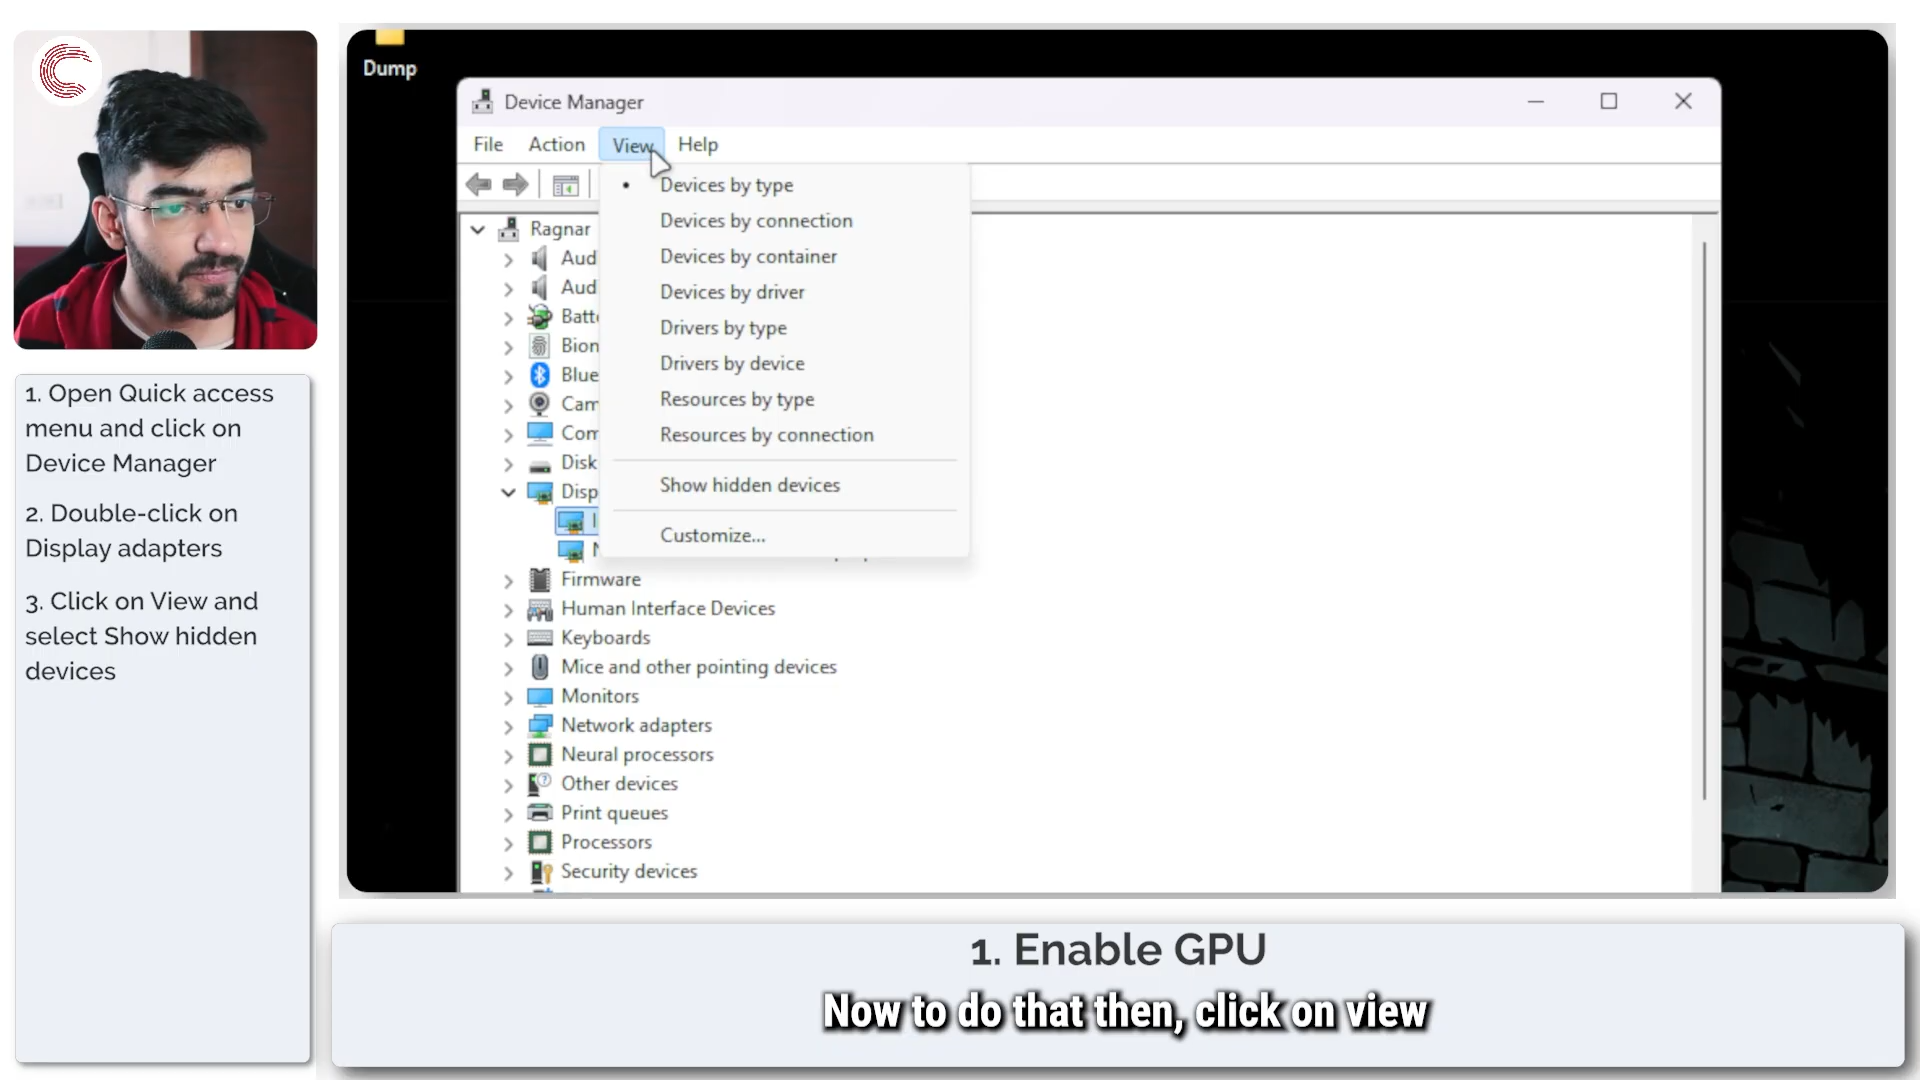 Dump
Device Manager
File Action View Help
Devices by type
Devices by connection
Devices by container
Devices by driver
Drivers by type
Drivers by device
Resources by type
Resources by connection
Show hidden devices
Customize...
Ragnar
Aud
Aud
Batt
Bion
Blue
Cam
Com
Disk
Disp
Firmware
Human Interface Devices
Keyboards
Mice and other pointing devices
Monitors
Network adapters
Neural processors
Other devices
Print queues
Processors
Security devices
1. Open Quick access
menu and click on
Device Manager
2. Double-click on
Display adapters
3. Click on View and
select Show hidden
devices
1. Enable GPU
Now to do that then, click on view